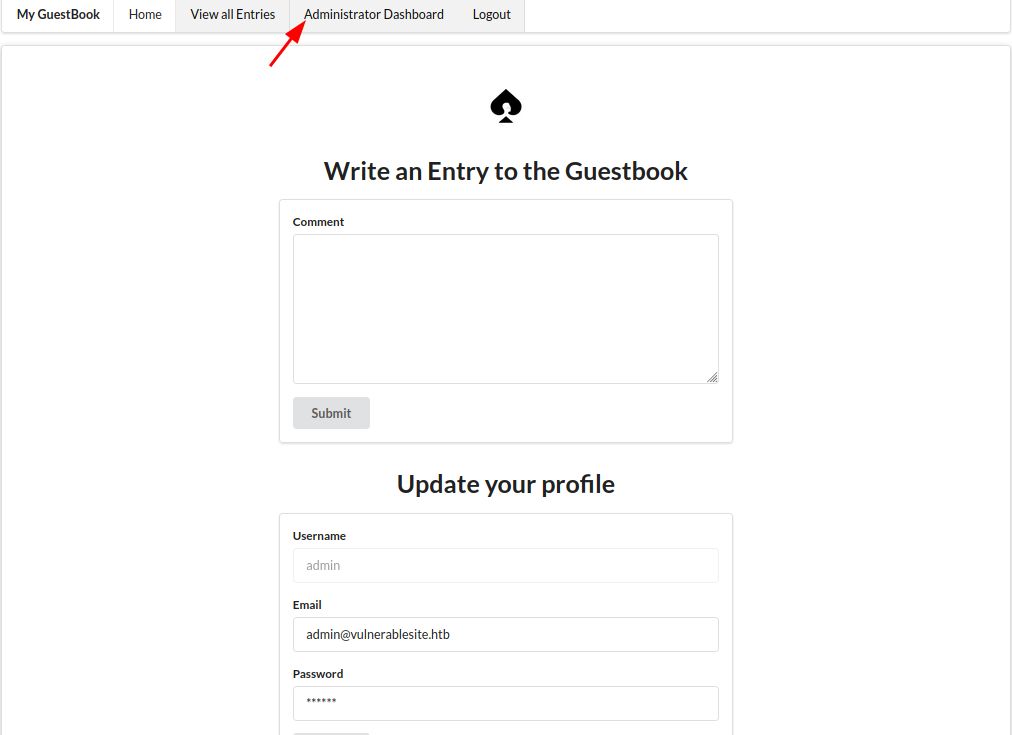 My GuestBook Home View all Entries Administrator Dashboard Logout
Write an Entry to the Guestbook
Comment
Submit
Update your profile
Username
admin
Email
admin@vulnerablesite.htb
Password
******